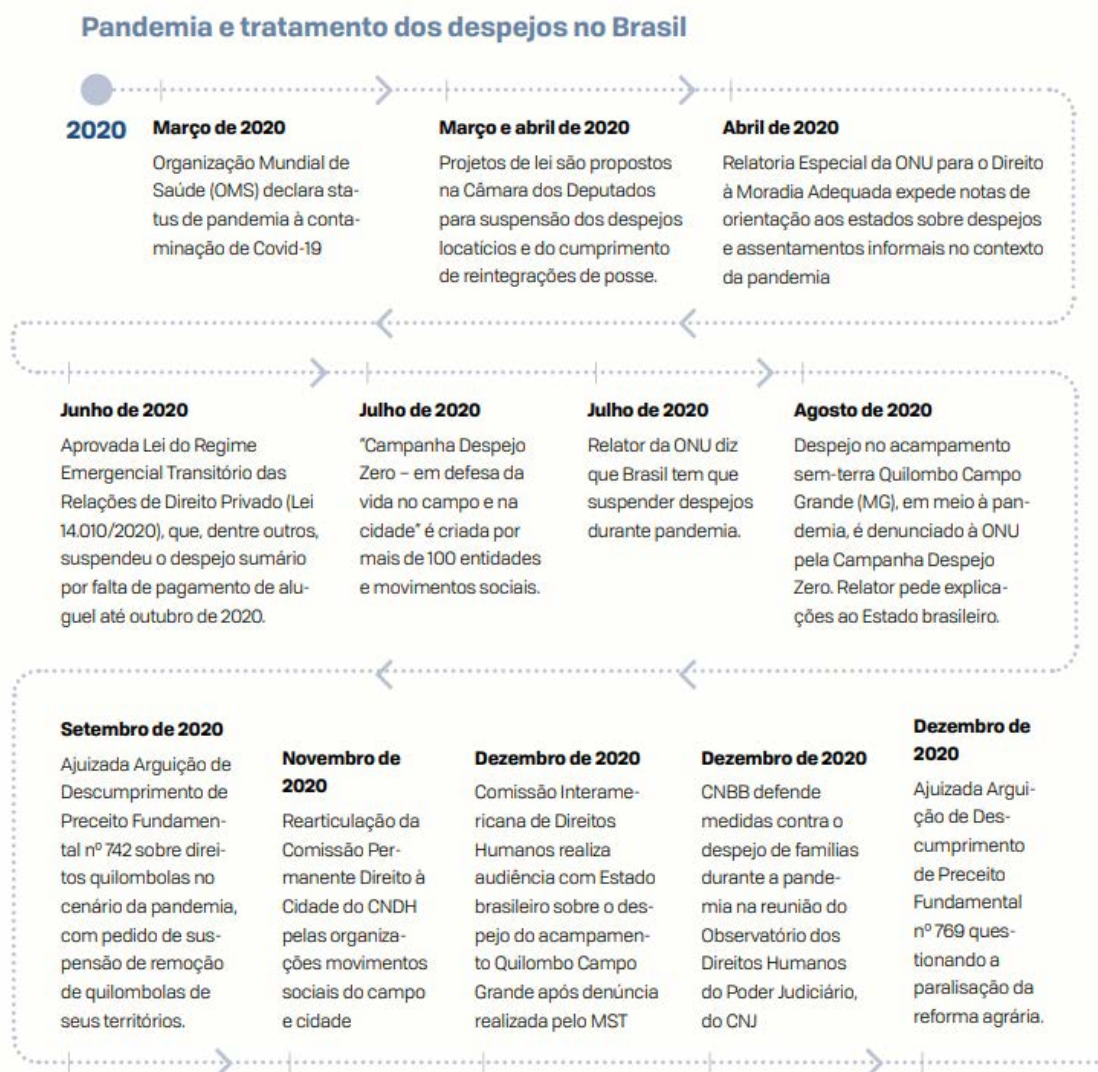 Pandemia e tratamento dos despejos no Brasil
2020
Março de 2020
Organização Mundial de
Saúde (OMS) declara sta-
tus de pandemia à conta-
minação de Covid-19
Março e abril de 2020
Projetos de lei são propostos
na Câmara dos Deputados
para suspensão dos despejos
locatícios e do cumprimento
de reintegrações de posse.
Abril de 2020
Relatoria Especial da ONU para o Direito
à Moradia Adequada expede notas de
orientação aos estados sobre despejos
e assentamentos informais no contexto
da pandemia
Junho de 2020
Aprovada Lei do Regime
Emergencial Transitório das
Relações de Direito Privado (Lei
14.010/2020), que, dentre outros,
suspendeu o despejo sumário
por falta de pagamento de alu-
guel até outubro de 2020.
Julho de 2020
"Campanha Despejo
Zero – em defesa da
vida no campo e na
cidade" é criada por
mais de 100 entidades
e movimentos sociais.
Julho de 2020
Relator da ONU diz
que Brasil tem que
suspender despejos
durante pandemia.
Agosto de 2020
Despejo no acampamento
sem-terra Quilombo Campo
Grande (MG), em meio à pan-
demia, é denunciado à ONU
pela Campanha Despejo
Zero. Relator pede explica-
ções ao Estado brasileiro.
Setembro de 2020
Ajuizada Arguição de
Descumprimento de
Preceito Fundamen-
tal nº 742 sobre direi-
tos quilombolas no
cenário da pandemia,
com pedido de sus-
pensão de remoção
de quilombolas de
seus territórios.
Novembro de
2020
Rearticulação da
Comissão Per-
manente Direito à
Cidade do CNDH
pelas organiza-
ções movimentos
sociais do campo
e cidade
Dezembro de 2020
Comissão Interame-
ricana de Direitos
Humanos realiza
audiência com Estado
brasileiro sobre o des-
pejo do acampamen-
to Quilombo Campo
Grande após denúncia
realizada pelo MST
Dezembro de 2020
CNBB defende
medidas contra o
despejo de famílias
durante a pande-
mia na reunião do
Observatório dos
Direitos Humanos
do Poder Judiciário,
do CNJ
Dezembro de
2020
Ajuizada Argui-
ção de Des-
cumprimento
de Preceito
Fundamental
nº 769 ques-
tionando a
paralisação da
reforma agrária.